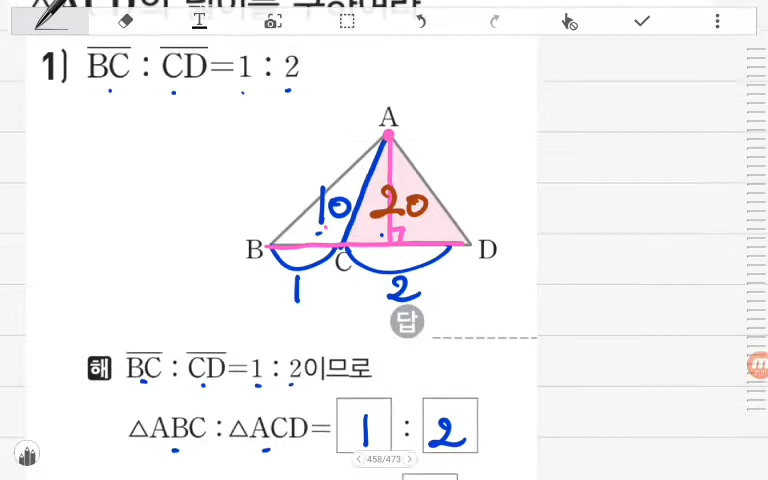 1) BC : CD=1 : 2
A
10 20
B C D
1 2
답
해 BC : CD=1 : 2이므로
△ABC : △ACD= 1 : 2
458/473